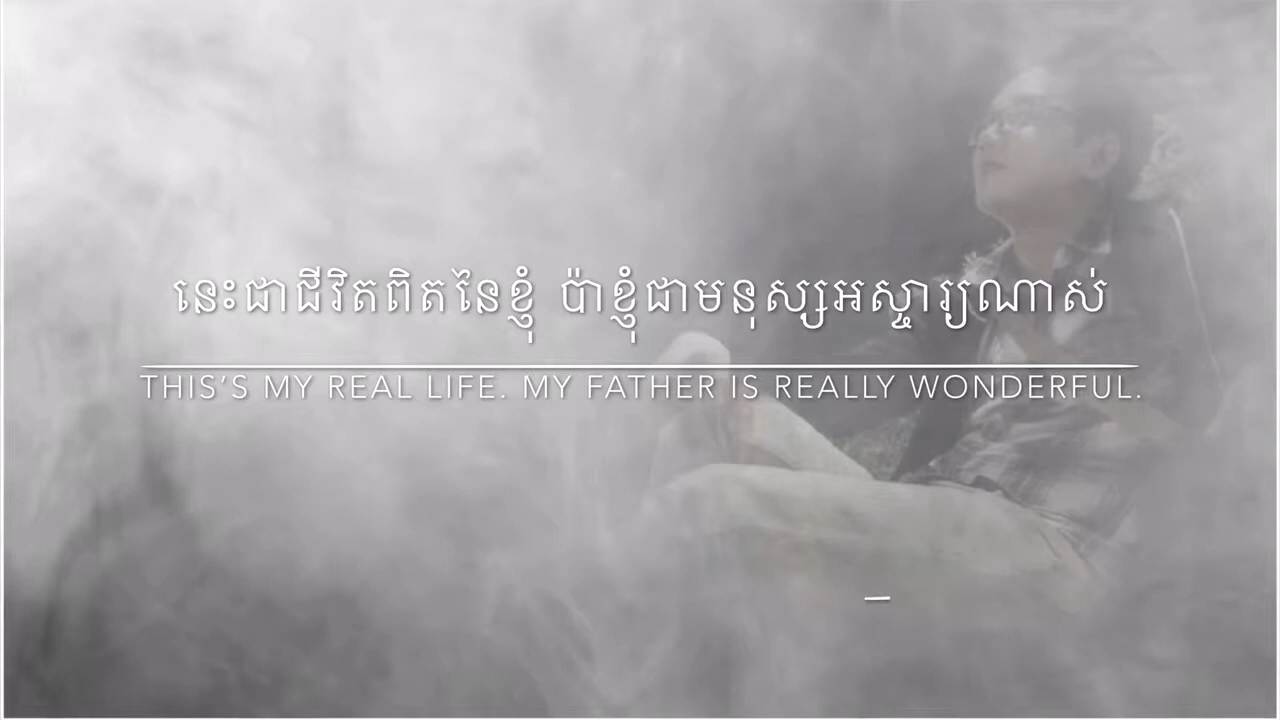 នេះជាជីវិតពិតនៃខ្ញុំ ប៉ាខ្ញុំជាមនុស្សអស្ចារ្យណាស់
THIS'S MY REAL LIFE. MY FATHER IS REALLY WONDERFUL.